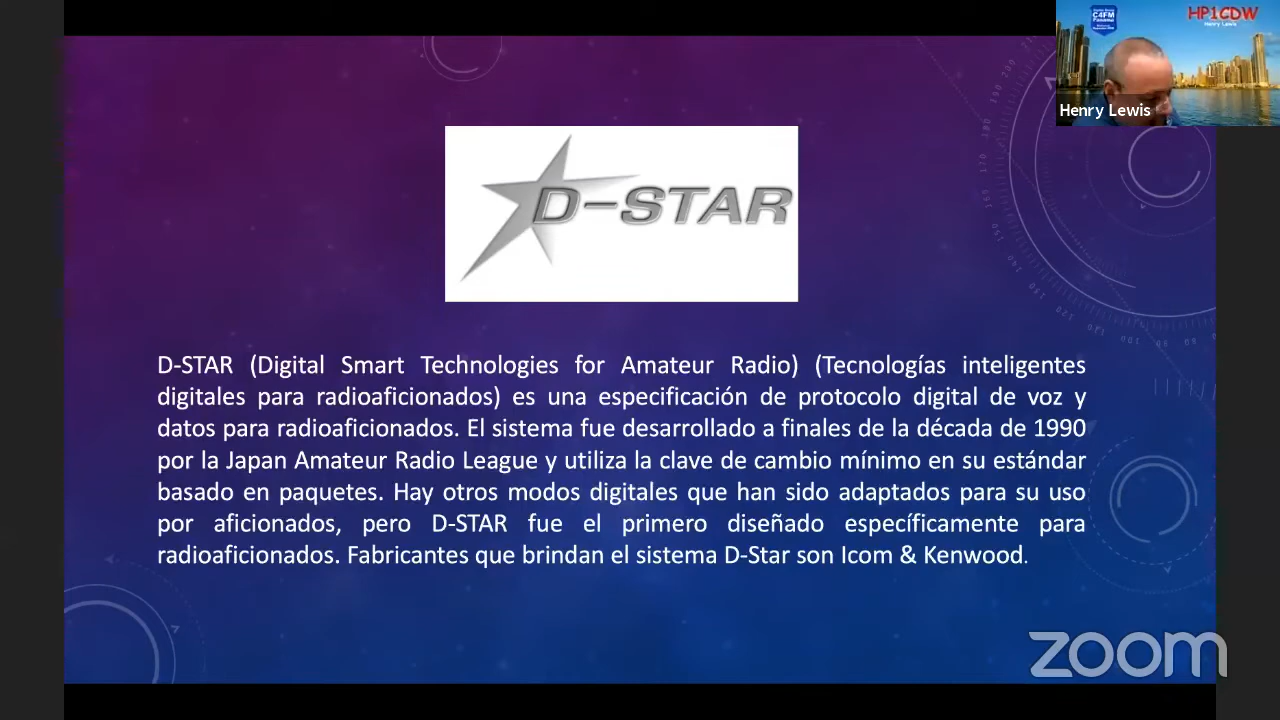 C4FM
Panama
HP1CDW
Henry Lewis
Henry Lewis
D-STAR
D-STAR (Digital Smart Technologies for Amateur Radio) (Tecnologías inteligentes
digitales para radioaficionados) es una especificación de protocolo digital de voz y
datos para radioaficionados. El sistema fue desarrollado a finales de la década de 1990
por la Japan Amateur Radio League y utiliza la clave de cambio mínimo en su estándar
basado en paquetes. Hay otros modos digitales que han sido adaptados para su uso
por aficionados, pero D-STAR fue el primero diseñado específicamente para
radioaficionados. Fabricantes que brindan el sistema D-Star son Icom & Kenwood.
zoom